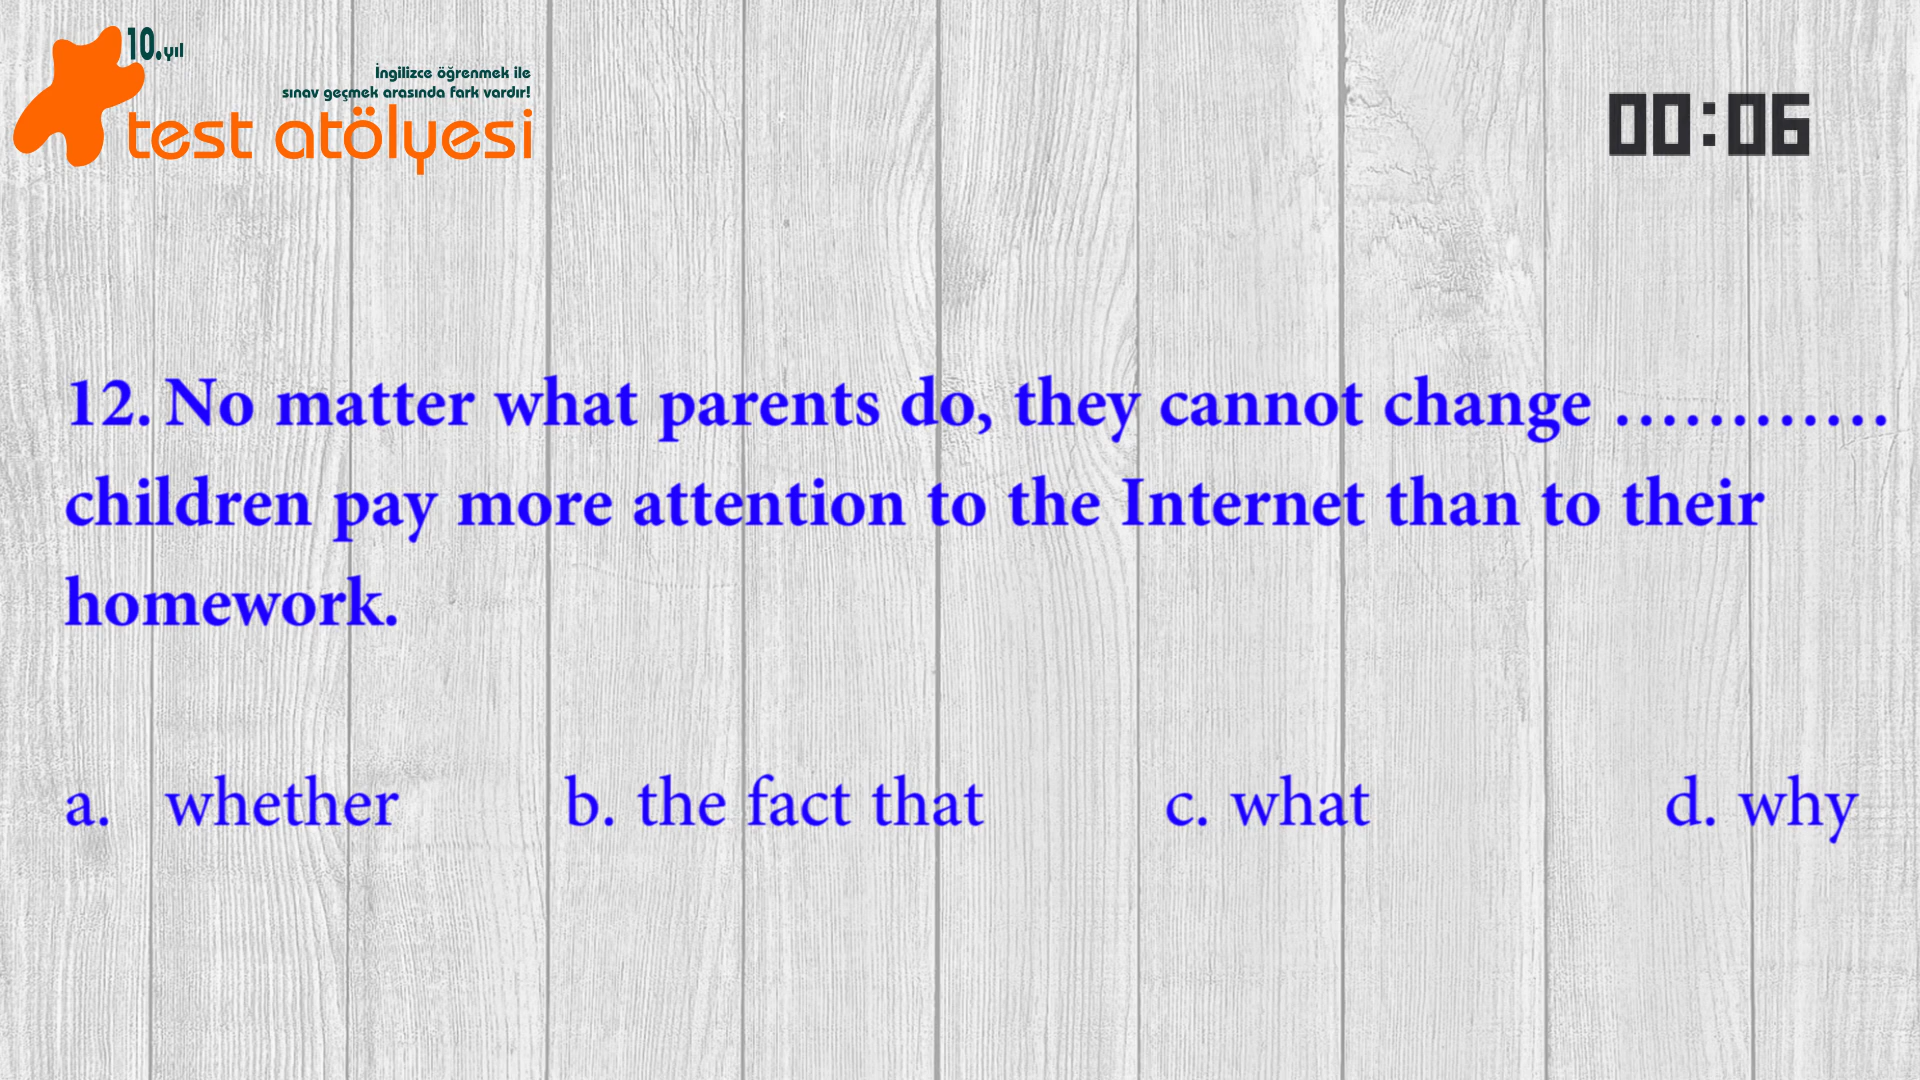 10.yıl
İngilizce öğrenmek ile
sınav geçmek arasında fark vardır!
test atölyesi
00:06
12. No matter what parents do, they cannot change …………
children pay more attention to the Internet than to their
homework.
a. whether b. the fact that c. what d. why